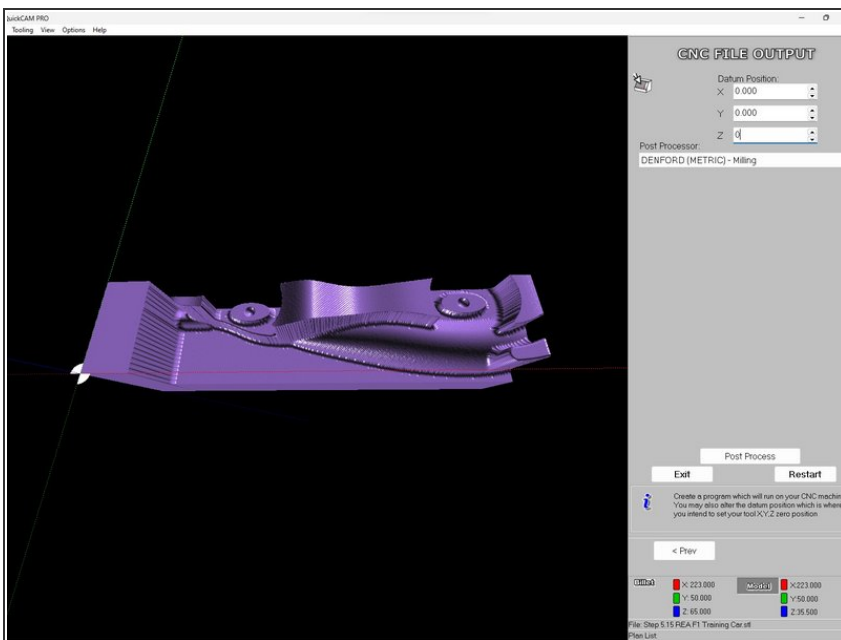 uickCAM PRO
Tooling View Options Help
CNC FILE OUTPUT
Datum Position:
X 0.000
Y 0.000
Z 0
Post Processor:
DENFORD (METRIC) - Milling
Post Process
Exit Restart
Create a program which will run on your CNC machin
You may also alter the datum position which is where
you intend to set your tool X,Y,Z zero position
< Prev
Billet X: 223.000 Model X:223.000
Y: 50.000 Y:50.000
Z: 65.000 Z:35.500
File: Step 5.15 REA F1 Training Car.stl
Plan List